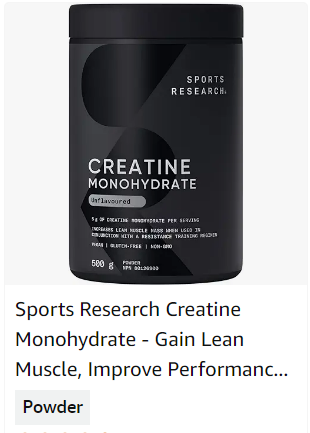 SPORTS
RESEARCH.
CREATINE
MONOHYDRATE
Unflavoured
5g OF CREATINE MONOHYDRATE PER SERVING
INCREASES LEAN MUSCLE MASS WHEN USED IN
CONJUNCTION WITH A RESISTANCE TRAINING REGIMEN
VEGAN | GLUTEN-FREE | NON-GMO
500 g
POWDER
NPN 80120900
Sports Research Creatine
Monohydrate - Gain Lean
Muscle, Improve Performanc...
Powder